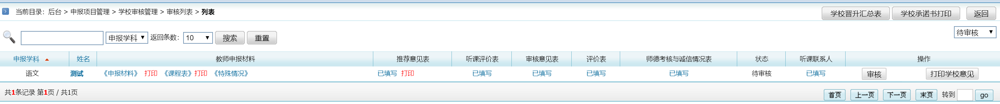 当前目录：后台 > 申报项目管理 > 学校审核管理 > 审核列表 > 列表 学校晋升汇总表 学校承诺书打印 返回
申报学科 返回条数： 10 搜索 重置 待审核
申报学科 姓名 教师申报材料 推荐意见表 听课评价表 审核意见表 评价表 师德考核与诚信情况表 状态 听课联系人 操作
语文 测试 《申报材料》 打印 《课程表》打印 《特殊情况》 已填写 打印 已填写 已填写 已填写 已填写 待审核 已填写 审核 打印学校意见
共1条记录 第1页 / 共1页 首页 上一页 下一页 末页 转到 go